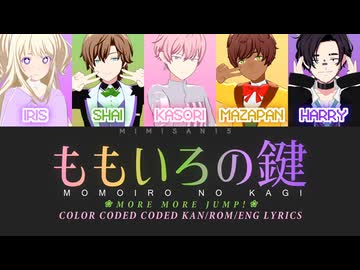 IRIS SHAI KASORI MAZAPAN HARRY
MIMISAN15
ももいろの鍵
MOMOIRO NO KAGI
❀MORE MORE JUMP!❀
COLOR CODED CODED KAN/ROM/ENG LYRICS